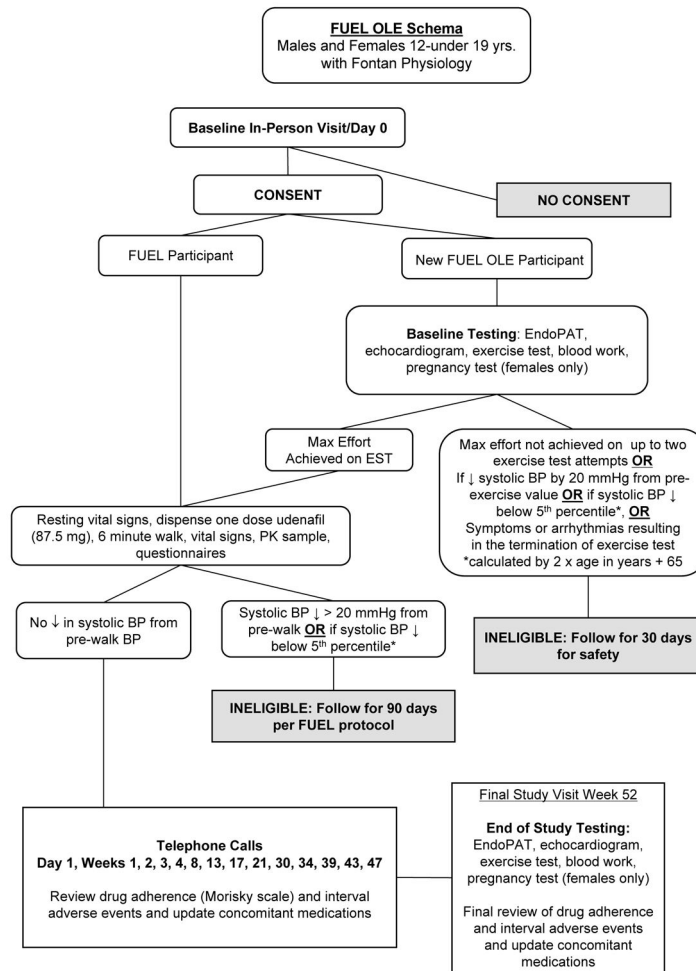 FUEL OLE Schema
Males and Females 12-under 19 yrs.
with Fontan Physiology
Baseline In-Person Visit/Day 0
CONSENT
NO CONSENT
FUEL Participant
New FUEL OLE Participant
Baseline Testing: EndoPAT,
echocardiogram, exercise test, blood work,
pregnancy test (females only)
Max Effort
Achieved on EST
Max effort not achieved on up to two
exercise test attempts OR
If ↓ systolic BP by 20 mmHg from pre-
exercise value OR if systolic BP ↓
below 5th percentile*, OR
Symptoms or arrhythmias resulting
in the termination of exercise test
*calculated by 2 x age in years + 65
Resting vital signs, dispense one dose udenafil
(87.5 mg), 6 minute walk, vital signs, PK sample,
questionnaires
No ↓ in systolic BP from
pre-walk BP
Systolic BP ↓ > 20 mmHg from
pre-walk OR if systolic BP ↓
below 5th percentile*
INELIGIBLE: Follow for 30 days
for safety
INELIGIBLE: Follow for 90 days
per FUEL protocol
Telephone Calls
Day 1, Weeks 1, 2, 3, 4, 8, 13, 17, 21, 30, 34, 39, 43, 47
Review drug adherence (Morisky scale) and interval
adverse events and update concomitant medications
Final Study Visit Week 52
End of Study Testing:
EndoPAT, echocardiogram,
exercise test, blood work,
pregnancy test (females only)
Final review of drug adherence
and interval adverse events
and update concomitant
medications